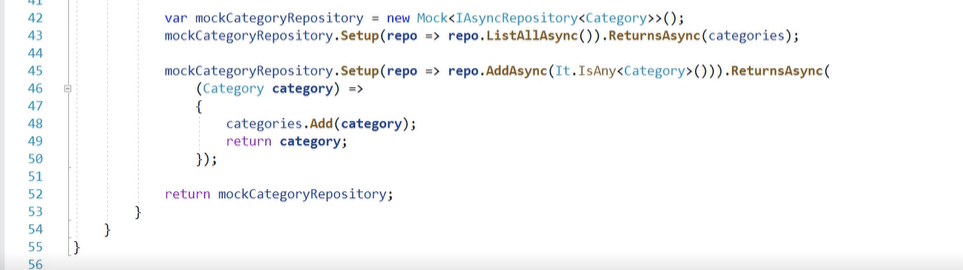 41
42 var mockCategoryRepository = new Mock<IAsyncRepository<Category>>();
43 mockCategoryRepository.Setup(repo => repo.ListAllAsync()).ReturnsAsync(categories);
44
45 mockCategoryRepository.Setup(repo => repo.AddAsync(It.IsAny<Category>())).ReturnsAsync(
46 (Category category) =>
47 {
48 categories.Add(category);
49 return category;
50 });
51
52 return mockCategoryRepository;
53 }
54 }
55 }
56